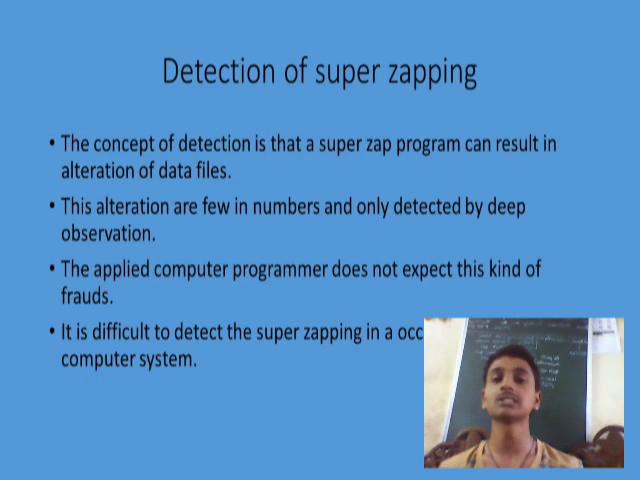 Detection of super zapping
• The concept of detection is that a super zap program can result in
alteration of data files.
• This alteration are few in numbers and only detected by deep
observation.
• The applied computer programmer does not expect this kind of
frauds.
• It is difficult to detect the super zapping in a occ
computer system.